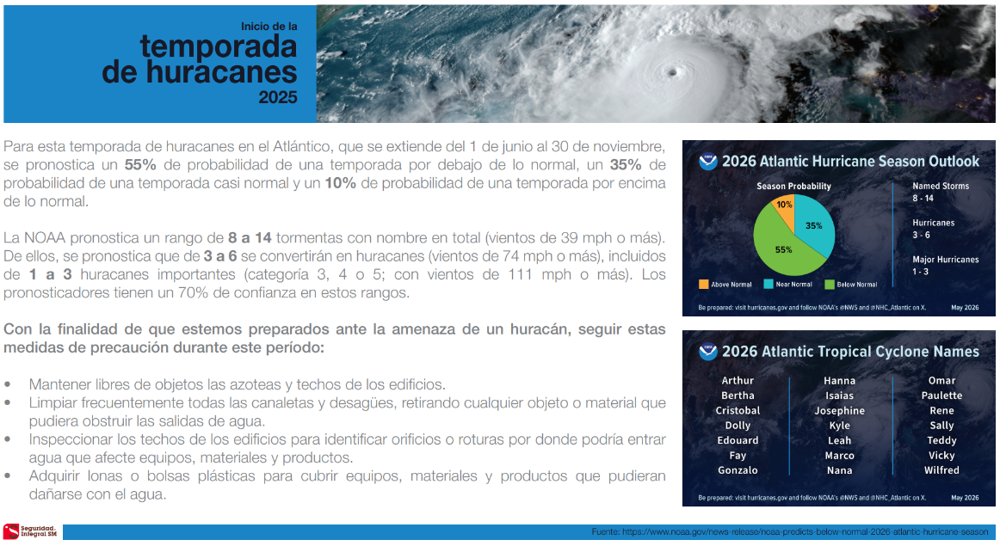 Inicio de la
temporada
de huracanes
2025
Para esta temporada de huracanes en el Atlántico, que se extiende del 1 de junio al 30 de noviembre,
se pronostica un 55% de probabilidad de una temporada por debajo de lo normal, un 35% de
probabilidad de una temporada casi normal y un 10% de probabilidad de una temporada por encima
de lo normal.
La NOAA pronostica un rango de 8 a 14 tormentas con nombre en total (vientos de 39 mph o más).
De ellos, se pronostica que de 3 a 6 se convertirán en huracanes (vientos de 74 mph o más), incluidos
de 1 a 3 huracanes importantes (categoría 3, 4 o 5; con vientos de 111 mph o más). Los
pronosticadores tienen un 70% de confianza en estos rangos.
Con la finalidad de que estemos preparados ante la amenaza de un huracán, seguir estas
medidas de precaución durante este período:
• Mantener libres de objetos las azoteas y techos de los edificios.
• Limpiar frecuentemente todas las canaletas y desagües, retirando cualquier objeto o material que
pudiera obstruir las salidas de agua.
• Inspeccionar los techos de los edificios para identificar orificios o roturas por donde podría entrar
agua que afecte equipos, materiales y productos.
• Adquirir lonas o bolsas plásticas para cubrir equipos, materiales y productos que pudieran
dañarse con el agua.
2026 Atlantic Hurricane Season Outlook
Season Probability
10%
35%
55%
Above Normal
Near Normal
Below Normal
Named Storms
8 - 14
Hurricanes
3 - 6
Major Hurricanes
1 - 3
Be prepared: visit hurricanes.gov and follow NOAA's @NWS and @NHC_Atlantic on X.
May 2026
2026 Atlantic Tropical Cyclone Names
Arthur
Bertha
Cristobal
Dolly
Edouard
Fay
Gonzalo
Hanna
Isaias
Josephine
Kyle
Leah
Marco
Nana
Omar
Paulette
Rene
Sally
Teddy
Vicky
Wilfred
Be prepared: visit hurricanes.gov and follow NOAA's @NWS and @NHC_Atlantic on X.
May 2026
Seguridad
Integral SM
Fuente: https://www.noaa.gov/news-release/noaa-predicts-below-normal-2026-atlantic-hurricane-season